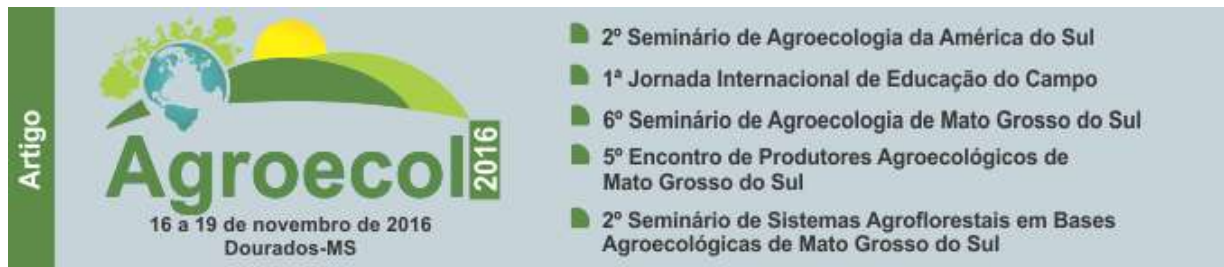 Artigo
Agroecol 2016
16 a 19 de novembro de 2016
Dourados-MS
2º Seminário de Agroecologia da América do Sul
1ª Jornada Internacional de Educação do Campo
6º Seminário de Agroecologia de Mato Grosso do Sul
5º Encontro de Produtores Agroecológicos de
Mato Grosso do Sul
2º Seminário de Sistemas Agroflorestais em Bases
Agroecológicas de Mato Grosso do Sul